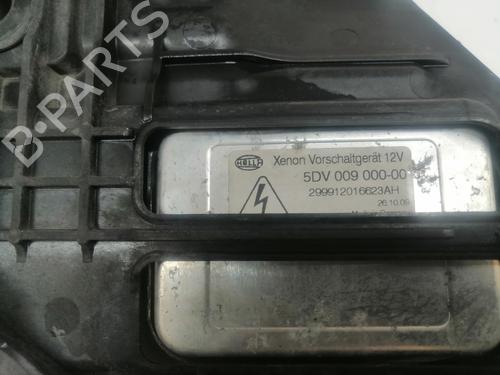 B-PARTS
HELLA
Xenon Vorschaltgerät 12V
5DV 009 000-00
299912016623AH
26.10.09